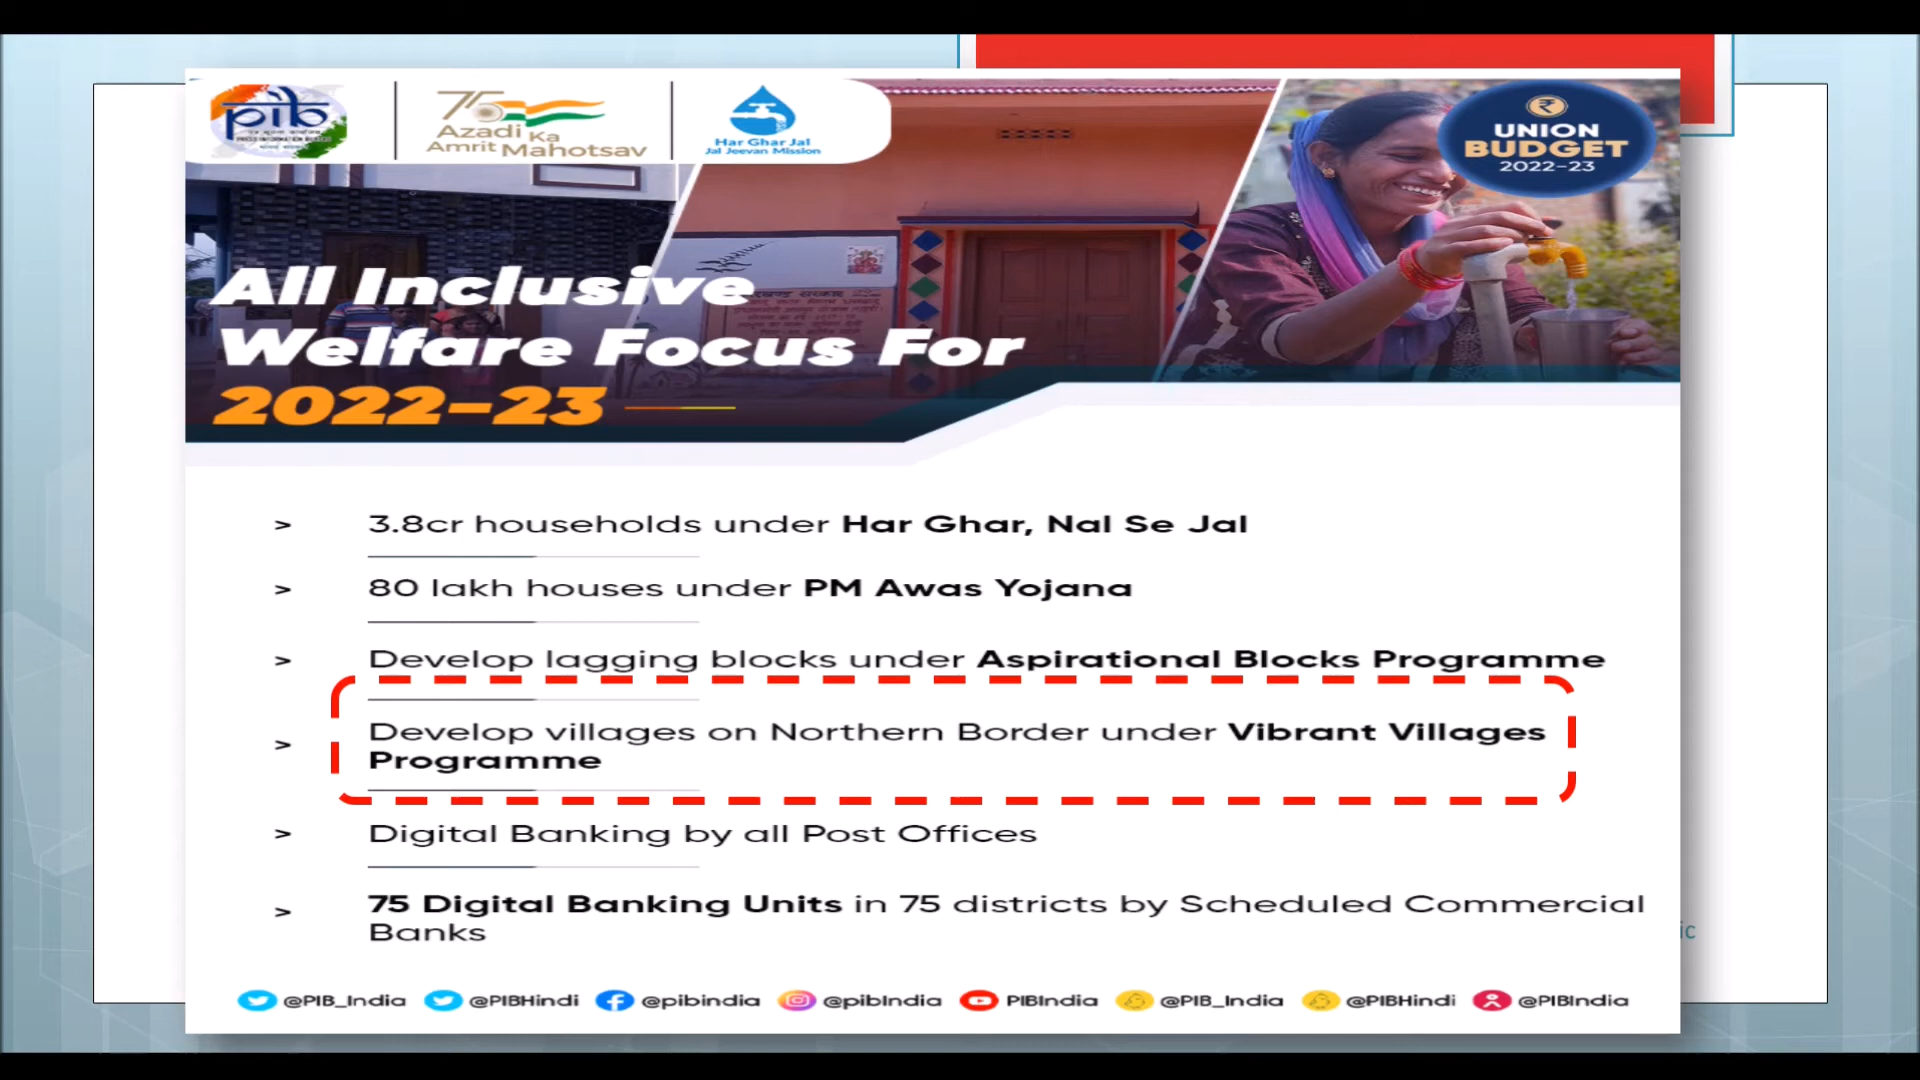 pib
75
Azadi Ka
Amrit Mahotsav
Har Ghar Jal
Jal Jeevan Mission
₹
UNION
BUDGET
2022-23
All Inclusive
Welfare Focus For
2022-23
> 3.8cr households under Har Ghar, Nal Se Jal
> 80 lakh houses under PM Awas Yojana
> Develop lagging blocks under Aspirational Blocks Programme
> Develop villages on Northern Border under Vibrant Villages
Programme
> Digital Banking by all Post Offices
> 75 Digital Banking Units in 75 districts by Scheduled Commercial
Banks
ic
@PIB_India @PIBHindi @pibindia @pibIndia PIBIndia @PIB_India @PIBHindi @PIBIndia